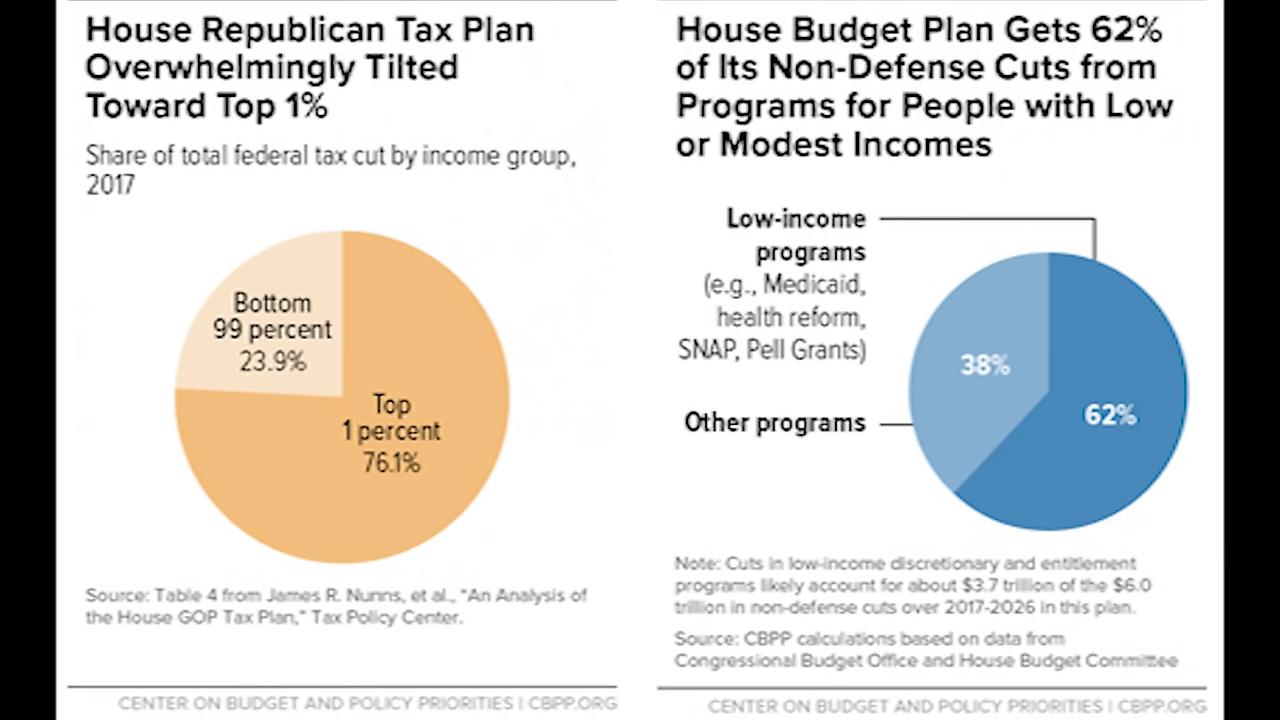 House Republican Tax Plan
Overwhelmingly Tilted
Toward Top 1%
Share of total federal tax cut by income group,
2017
Bottom
99 percent
23.9%
Top
1 percent
76.1%
Source: Table 4 from James R. Nunns, et al., “An Analysis of
the House GOP Tax Plan,” Tax Policy Center.
CENTER ON BUDGET AND POLICY PRIORITIES | CBPP.ORG
House Budget Plan Gets 62%
of Its Non-Defense Cuts from
Programs for People with Low
or Modest Incomes
Low-income
programs
(e.g., Medicaid,
health reform,
SNAP, Pell Grants)
Other programs
38%
62%
Note: Cuts in low-income discretionary and entitlement
programs likely account for about $3.7 trillion of the $6.0
trillion in non-defense cuts over 2017-2026 in this plan.
Source: CBPP calculations based on data from
Congressional Budget Office and House Budget Committee
CENTER ON BUDGET AND POLICY PRIORITIES | CBPP.ORG